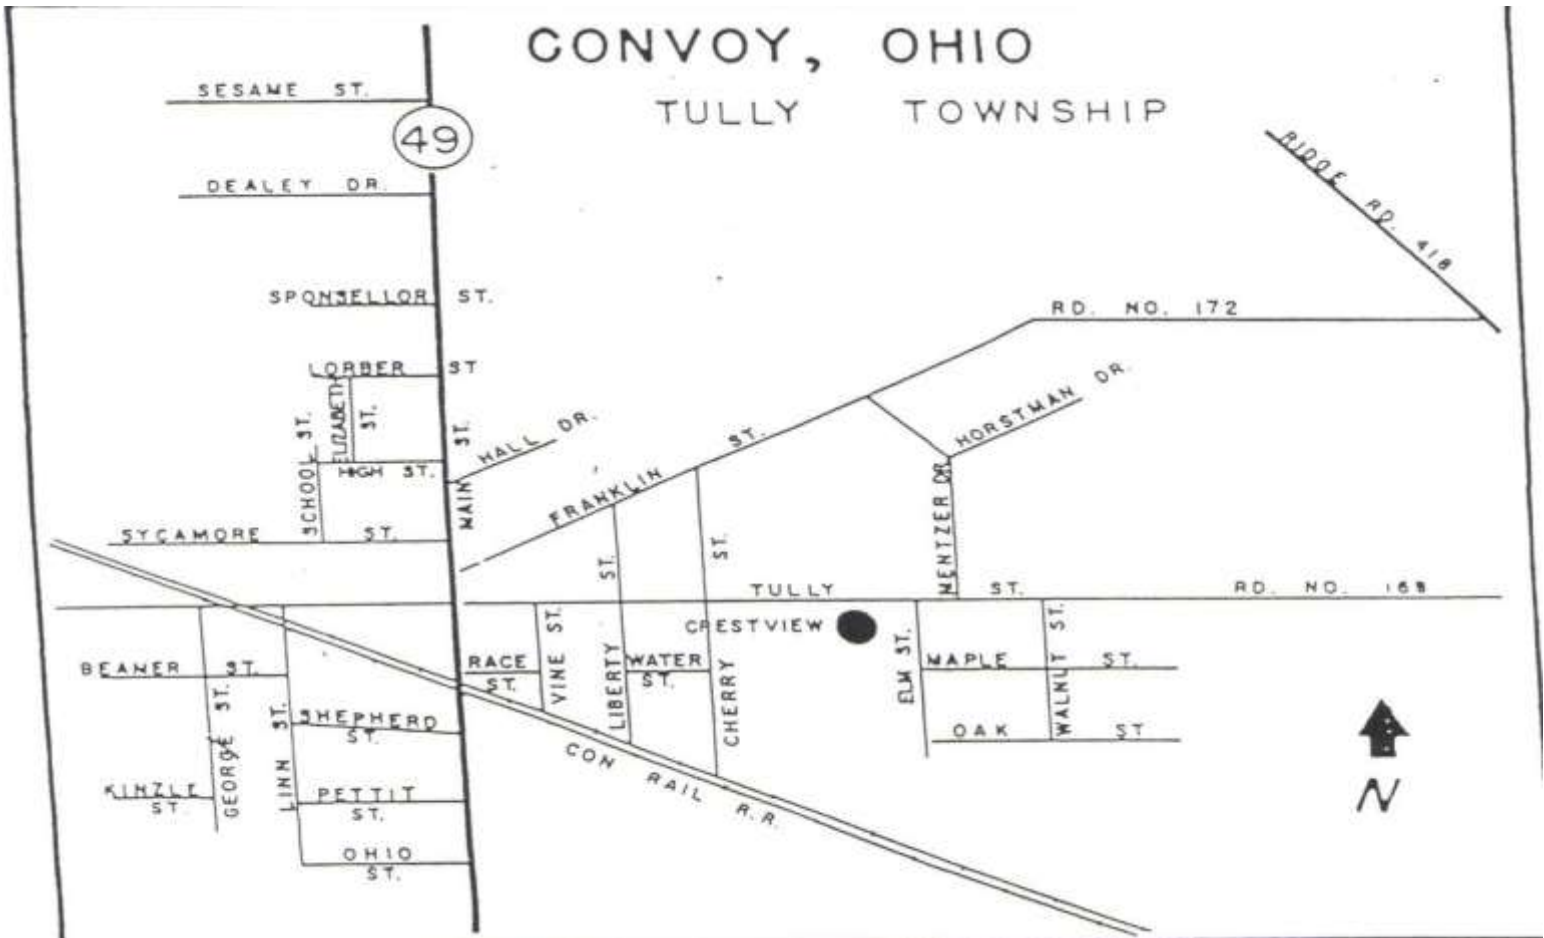 CONVOY, OHIO
TULLY TOWNSHIP
SESAME ST.
49
DEALEY DR.
SPONSELLOR ST.
LORBER ST
ELIZABETH ST.
SCHOOL ST.
HIGH ST.
MAIN ST.
HALL DR.
SYCAMORE ST.
FRANKLIN ST.
RD. NO. 172
RIDGE RD. 418
HORSTMAN DR.
MENTZER DR.
TULLY ST.
RD. NO. 168
CRESTVIEW
BEAMER ST.
GEORGE ST.
LINN ST.
SHEPHERD ST.
KINZLE ST.
PETTIT ST.
OHIO ST.
RACE ST.
VINE ST.
LIBERTY ST.
WATER ST.
CHERRY ST.
ELM ST.
MAPLE ST.
WALNUT ST.
OAK ST
CON RAIL R.R.
N